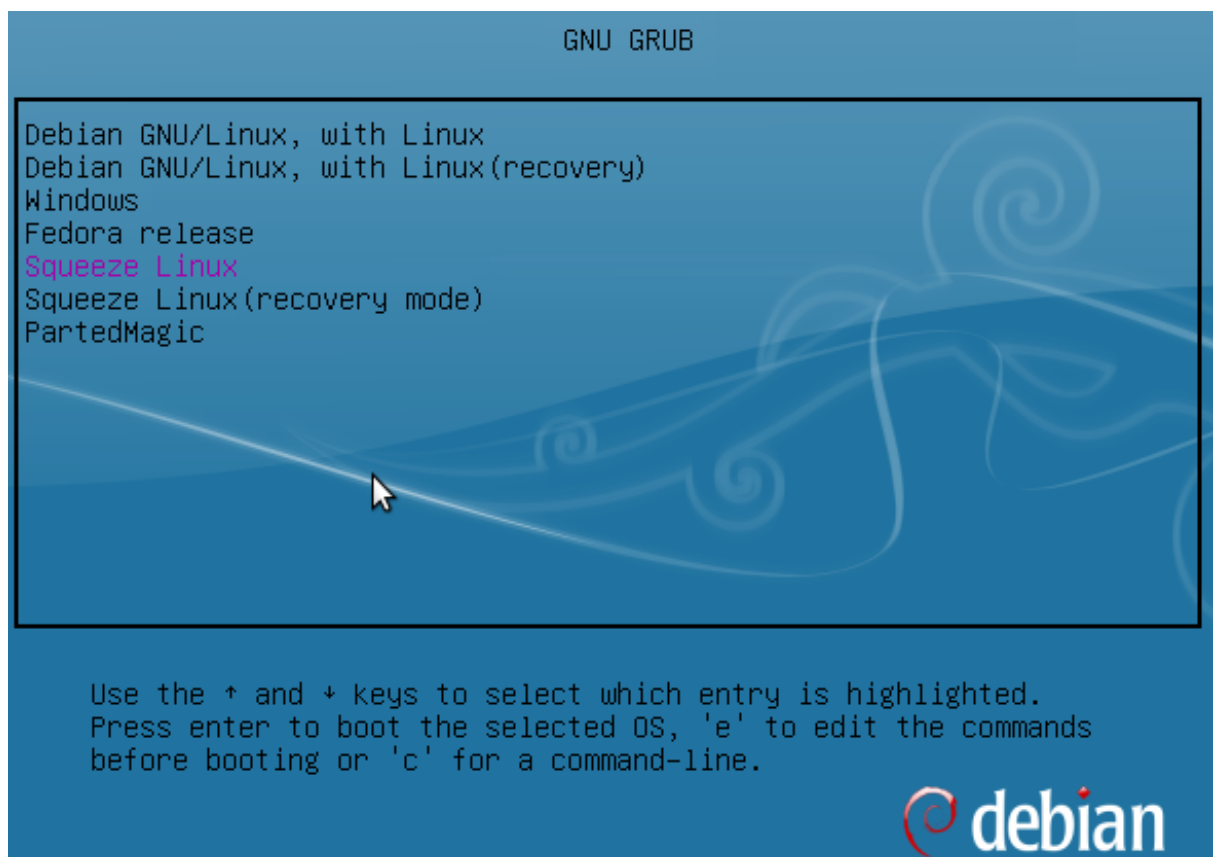 GNU GRUB
Debian GNU/Linux, with Linux
Debian GNU/Linux, with Linux(recovery)
Windows
Fedora release
Squeeze Linux
Squeeze Linux(recovery mode)
PartedMagic
Use the ↑ and ↓ keys to select which entry is highlighted.
Press enter to boot the selected OS, 'e' to edit the commands
before booting or 'c' for a command-line.
debian